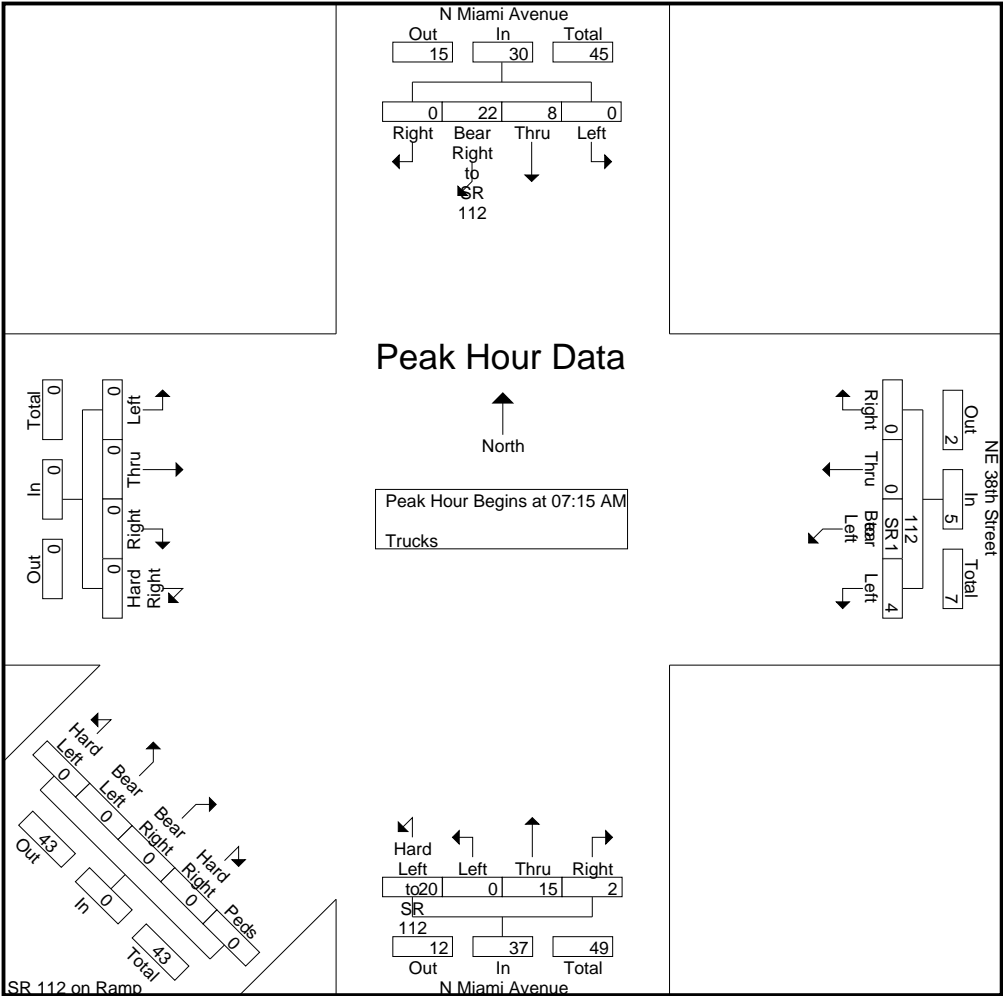 N Miami Avenue
Out In Total
15 30 45
0 22 8 0
Right Bear Right to SR 112 Thru Left
Peak Hour Data
North
Peak Hour Begins at 07:15 AM
Trucks
Total In Out
0 0 0
0 0 0 0
Left Thru Right Hard Right
NE 38th Street
Out In Total
2 5 7
112
0 0 SR 1 4
Right Thru Bear Left Left
Hard Left Bear Left Bear Right Hard Right Peds
0 0 0 0 0
43 0 43
Out In Total
SR 112 on Ramp
Hard Left to SR 112 Left Thru Right
20 0 15 2
12 37 49
Out In Total
N Miami Avenue